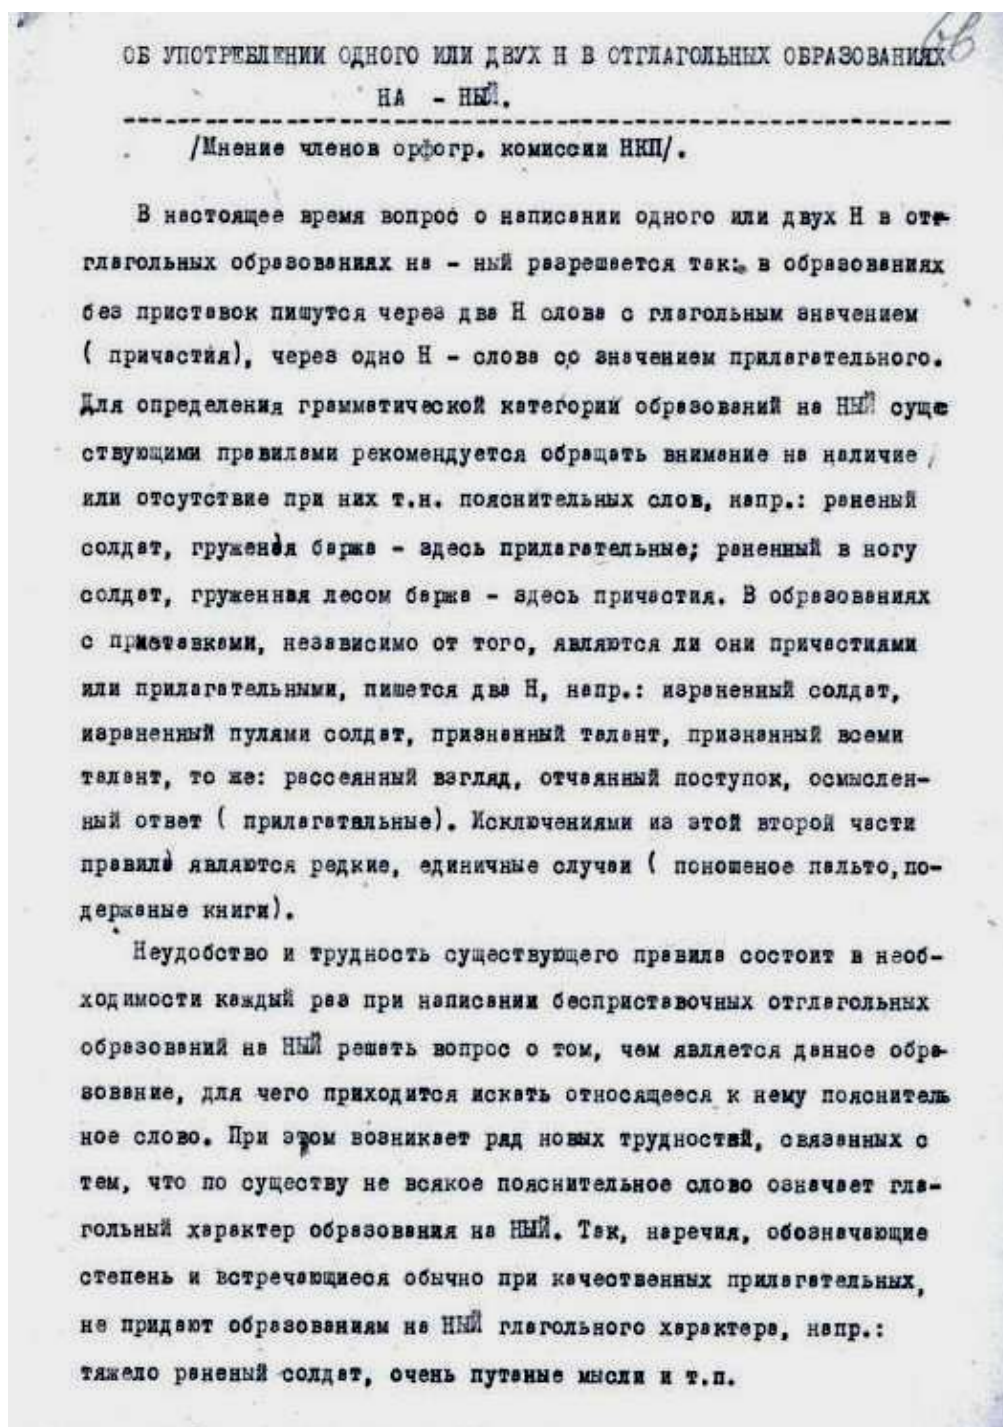 66
ОБ УПОТРЕБЛЕНИИ ОДНОГО ИЛИ ДВУХ Н В ОТГЛАГОЛЬНЫХ ОБРАЗОВАНИЯХ
НА - НЫЙ.
/Мнение членов орфогр. комиссии НКП/.
В настоящее время вопрос о написании одного или двух Н в от-
глагольных образованиях на - ный разрешается так: в образованиях
без приставок пишутся через два Н слова с глагольным значением
( причастия), через одно Н - слова со значением прилагательного.
Для определения грамматической категории образований на НЫЙ суще
ствующими правилами рекомендуется обращать внимание на наличие
или отсутствие при них т.н. пояснительных слов, напр.: раненый
солдат, груженая баржа - здесь прилагательные; раненный в ногу
солдат, груженная лесом баржа - здесь причастия. В образованиях
с приставками, независимо от того, являются ли они причастиями
или прилагательными, пишется два Н, напр.: израненный солдат,
израненный пулями солдат, признанный талант, признанный всеми
талант, то же: рассеянный взгляд, отчаянный поступок, осмыслен-
ный ответ ( прилагательные). Исключениями из этой второй части
правила являются редкие, единичные случаи ( поношеное пальто, по-
держаные книги).
Неудобство и трудность существующего правила состоит в необ-
ходимости каждый раз при написании бесприставочных отглагольных
образований на НЫЙ решать вопрос о том, чем является данное обра-
зование, для чего приходится искать относящееся к нему пояснитель
ное слово. При этом возникает ряд новых трудностей, связанных с
тем, что по существу не всякое пояснительное слово означает гла-
гольный характер образования на НЫЙ. Так, наречия, обозначающие
степень и встречающиеся обычно при качественных прилагательных,
не придают образованиям на НЫЙ глагольного характера, напр.:
тяжело раненый солдат, очень путаные мысли и т.п.